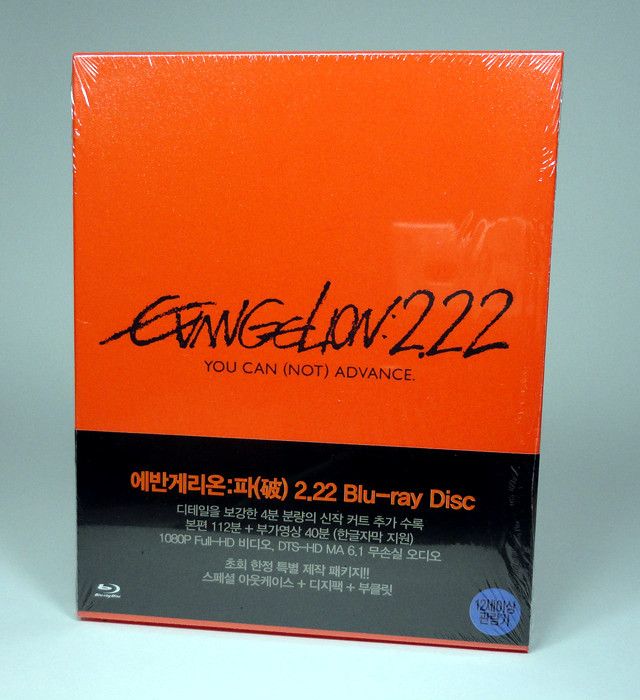 EVANGELION:2.22
YOU CAN (NOT) ADVANCE.
에반게리온:파(破) 2.22 Blu-ray Disc
디테일을 보강한 4분 분량의 신작 커트 추가 수록
본편 112분 + 부가영상 40분 (한글자막 지원)
1080P Full-HD 비디오, DTS-HD MA 6.1 무손실 오디오
초회 한정 특별 제작 패키지!!
스페셜 아웃케이스 + 디지팩 + 부클릿
Blu-ray Disc
12세이상
관람가